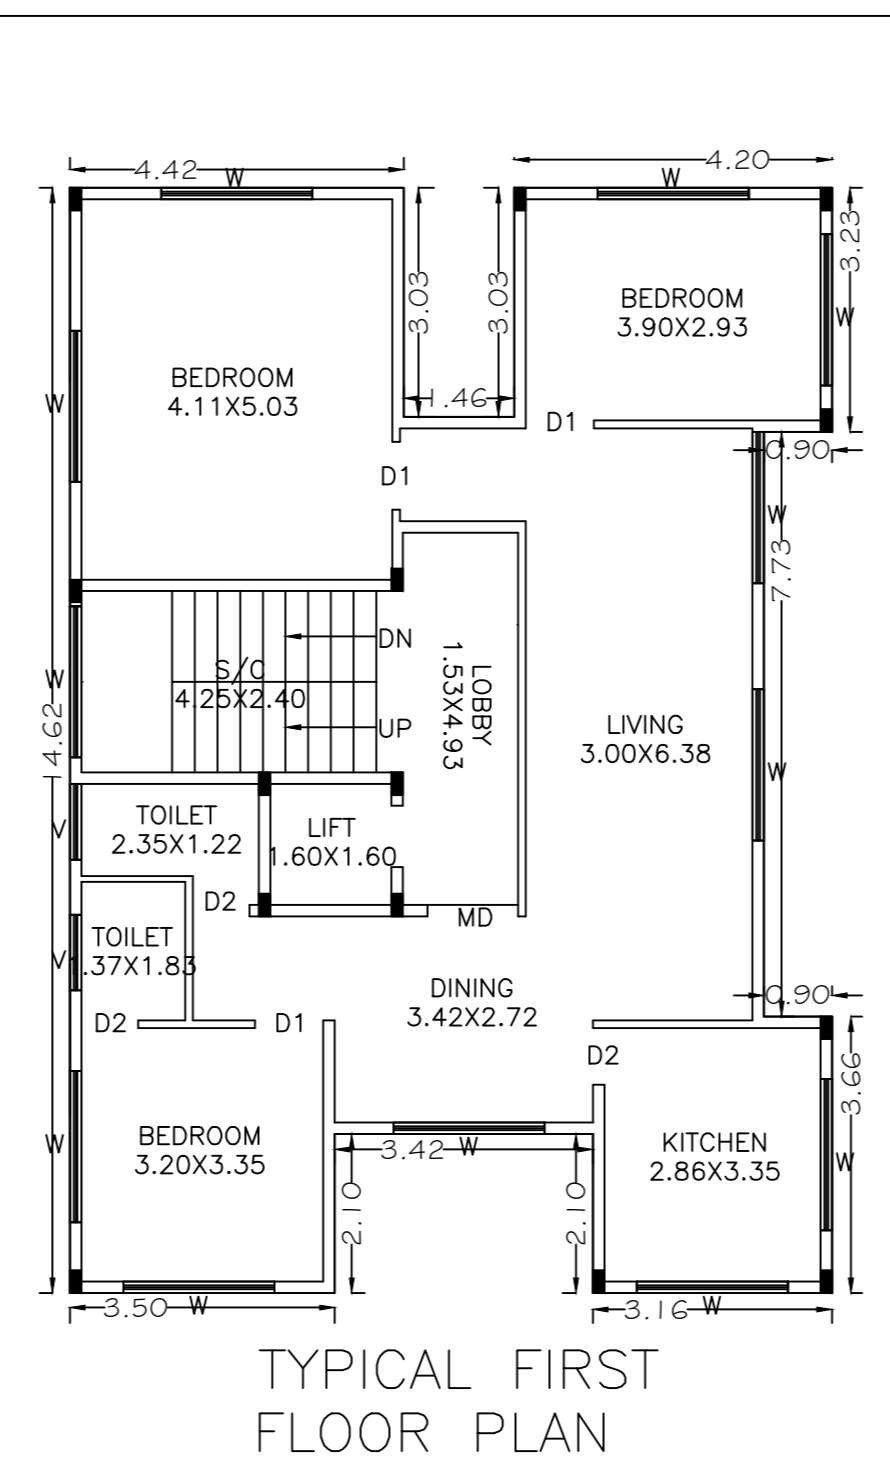 4.42
W
4.20
W
3.23
3.03
3.03
BEDROOM
3.90X2.93
W
BEDROOM
4.11X5.03
W
1.46
D1
0.90
D1
W
7.73
DN
S/C
4.25X2.40
UP
W
14.62
LOBBY
1.53X4.93
LIVING
3.00X6.38
W
TOILET
2.35X1.22
V
LIFT
1.60X1.60
D2
MD
TOILET
1.37X1.83
V
DINING
3.42X2.72
0.90
D2
D1
D2
3.66
BEDROOM
3.20X3.35
W
3.42
W
KITCHEN
2.86X3.35
W
2.10
2.10
3.50
W
3.16
W
TYPICAL FIRST
FLOOR PLAN